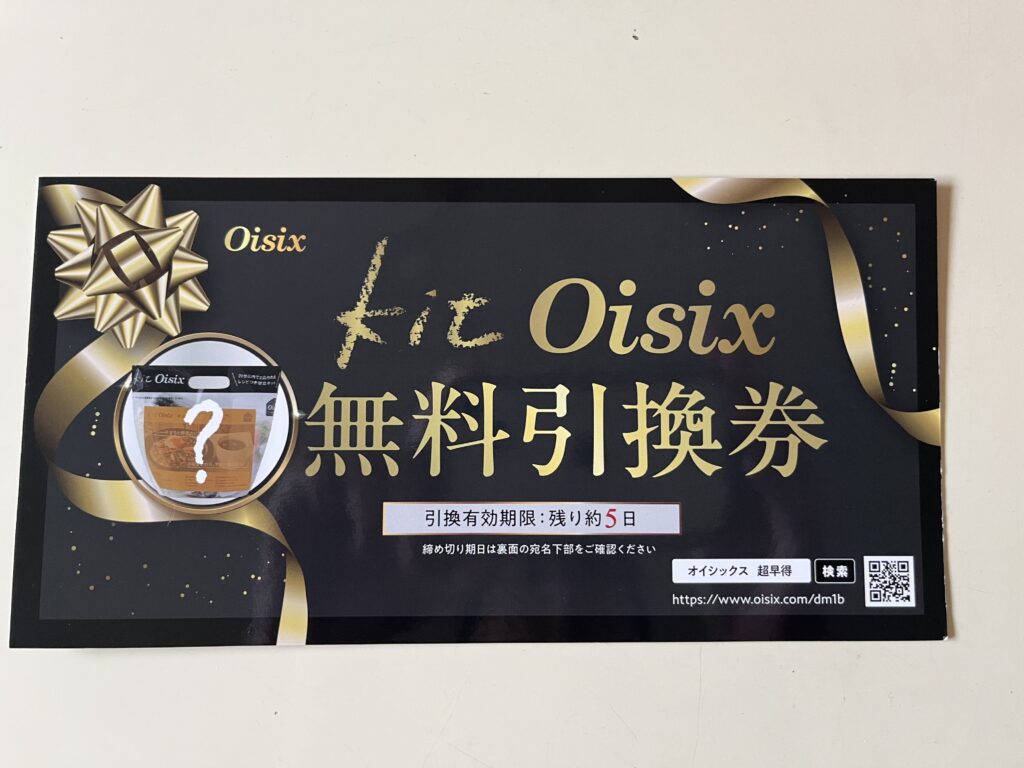 Oisix
kit Oisix
無料引換券
kit Oisix
?
引換有効期限:残り約5日
締め切り期日は裏面の宛名下部をご確認ください
オイシックス 超早得 検索
https://www.oisix.com/dm1b